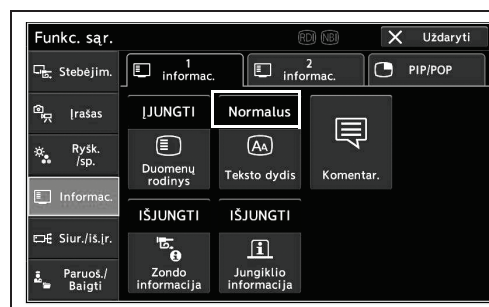 Funkc. sąr.
RDI
NBI
Uždaryti
Stebėjim.
Įrašas
Ryšk.
/sp.
Informac.
Siur./iš.įr.
Paruoš./
Baigti
1
informac.
2
informac.
PIP/POP
ĮJUNGTI
Normalus
Duomenų
rodinys
Aa
Teksto dydis
Komentar.
IŠJUNGTI
IŠJUNGTI
Zondo
informacija
Jungiklio
informacija